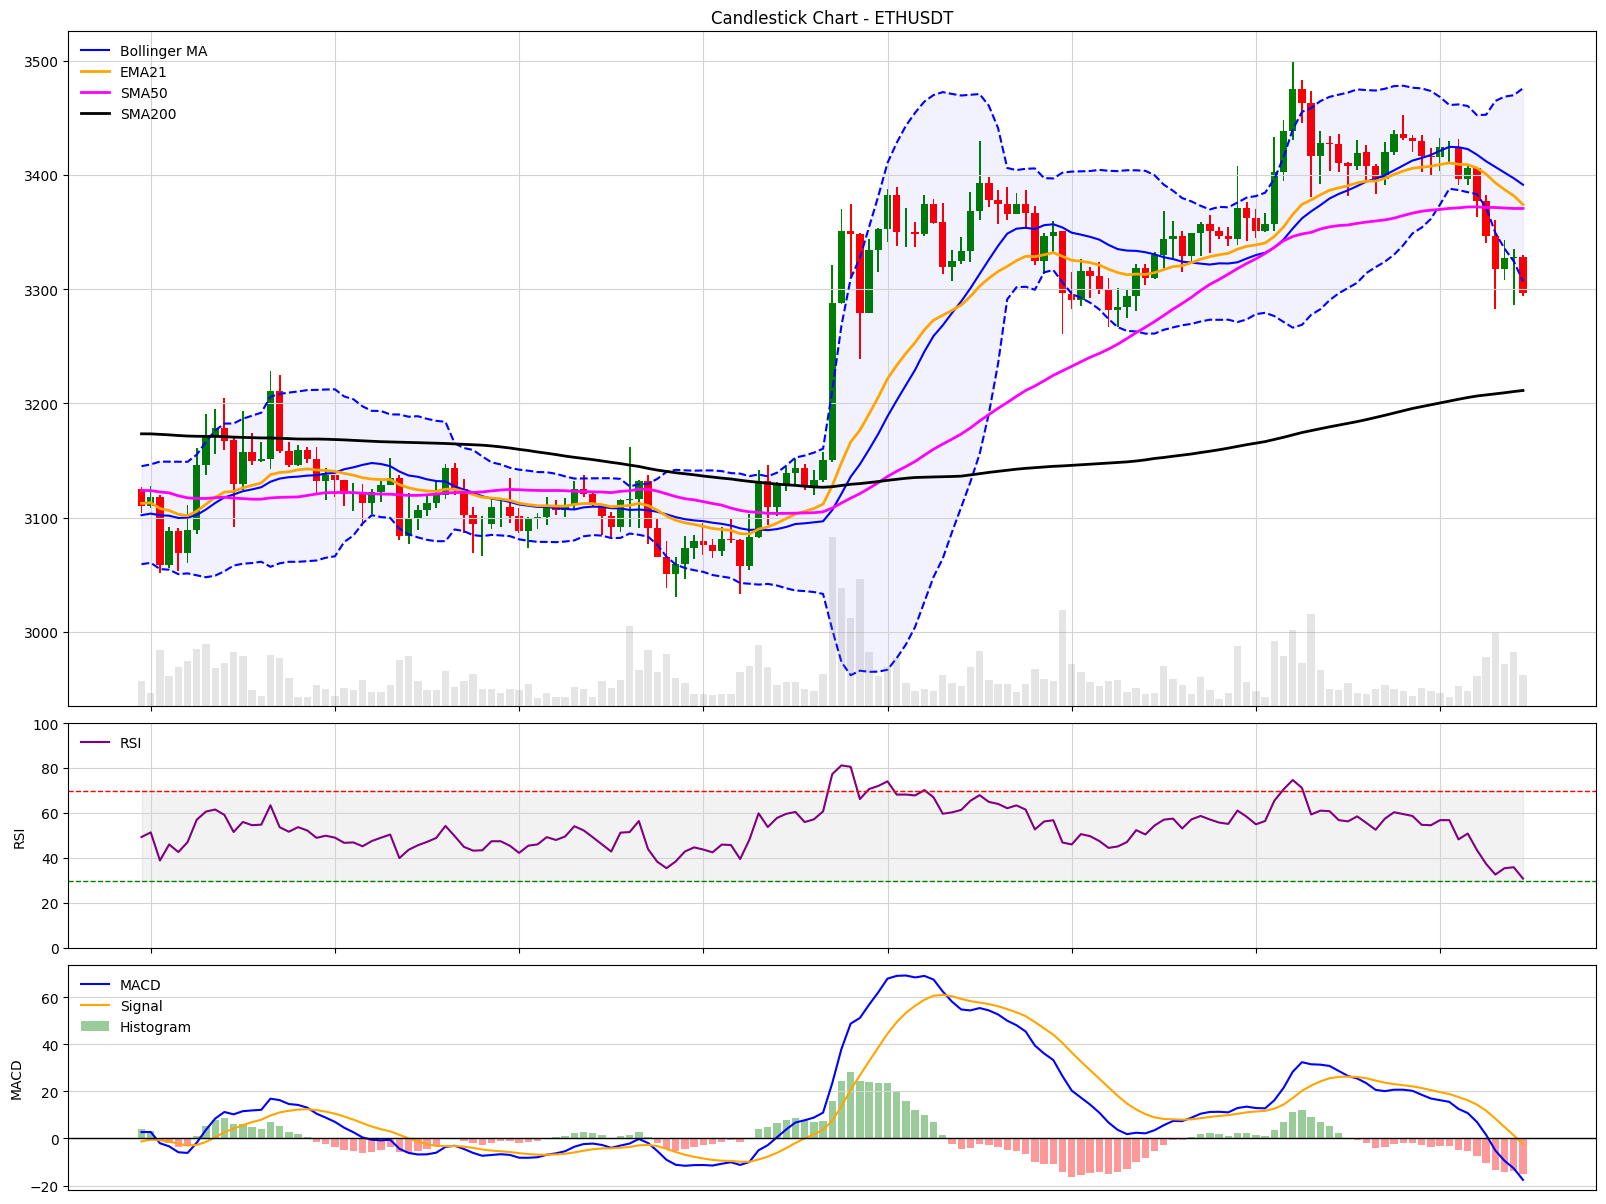 Candlestick Chart - ETHUSDT
Bollinger MA
EMA21
SMA50
SMA200
3500
3400
3300
3200
3100
3000
RSI
100
80
60
40
20
0
RSI
MACD
Signal
Histogram
60
40
20
0
−20
MACD